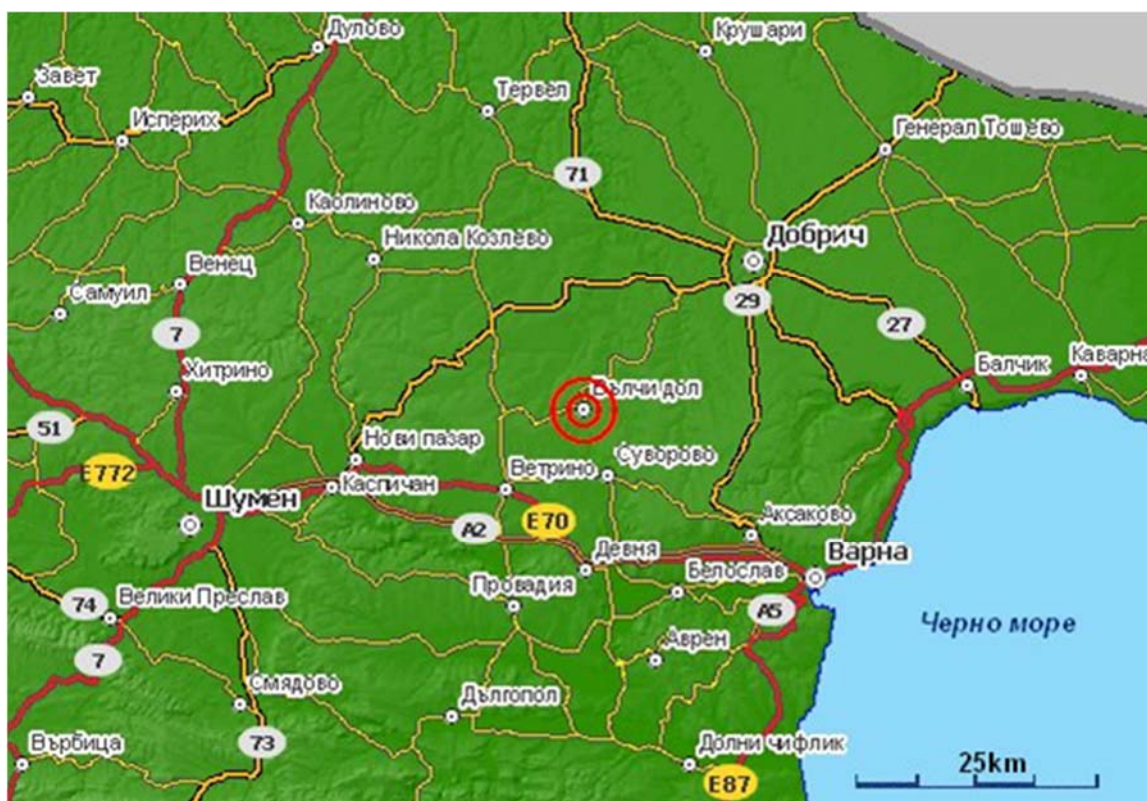 Дулово
Крушари
Завет
Тервел
Исперих
Генерал Тошево
71
Каолиново
Никола Козлево
Добрич
Венец
Самуил
29
27
7
Балчик
Каварна
Хитрино
Вълчи дол
51
Нови пазар
Суворово
Ветрино
E772
Каспичан
Шумен
A2
E70
Аксаково
Девня
Варна
Белослав
Провадия
74
Велики Преслав
A5
Черно море
7
Аврен
Смядово
Дългопол
Върбица
73
Долни чифлик
25km
E87